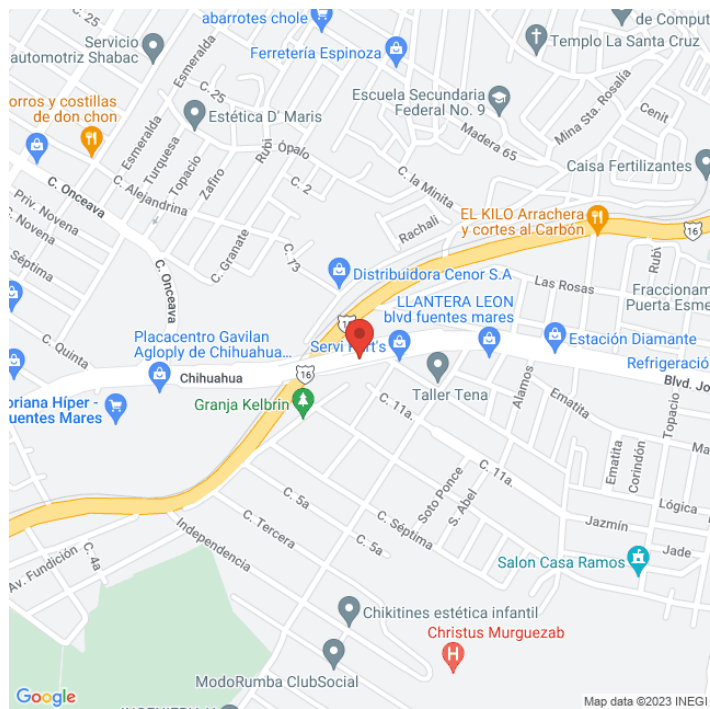 abarrotes chole
de Comput
Servicio
automotriz Shabac
Templo La Santa Cruz
Ferretería Espinoza
Esmeralda
C. 25
Escuela Secundaria
Federal No. 9
Mina Sta. Rosalía
Cenit
orros y costillas
de don chon
Estética D' Maris
Madera 65
Esmeralda
Turquesa
Topacio
Zafiro
Rubí
Ópalo
C. 2
C. la Minita
Caisa Fertilizantes
C. Onceava
C. Alejandrina
Priv. Novena
C. Novena
C. Granate
C. 13
Rachali
EL KILO Arrachera
y cortes al Carbón
16
Rubí
Séptima
C. Onceava
Distribuidora Cenor S.A
Las Rosas
Fraccionam
Puerta Esme
LLANTERA LEON
blvd fuentes mares
C. Quinta
Placacentro Gavilan
Agloply de Chihuahua...
Estación Diamante
Refrigeració
Chihuahua
16
Taller Tena
Blvd. Jo
oriana Híper -
uentes Mares
Granja Kelbrin
C. 11a.
Alamos
Ematita
Topacio
Corindón
Ematita
Ma
C. 11a.
Soto Ponce
S. Abel
C. 5a
C. Séptima
Lógica
Jazmín
Jade
C. Tercera
C. 5a
Independencia
C. 4a
Av. Fundición
Salon Casa Ramos
Chikitines estética infantil
Christus Murguezab
H
ModoRumba ClubSocial
Google
Map data ©2023 INEGI